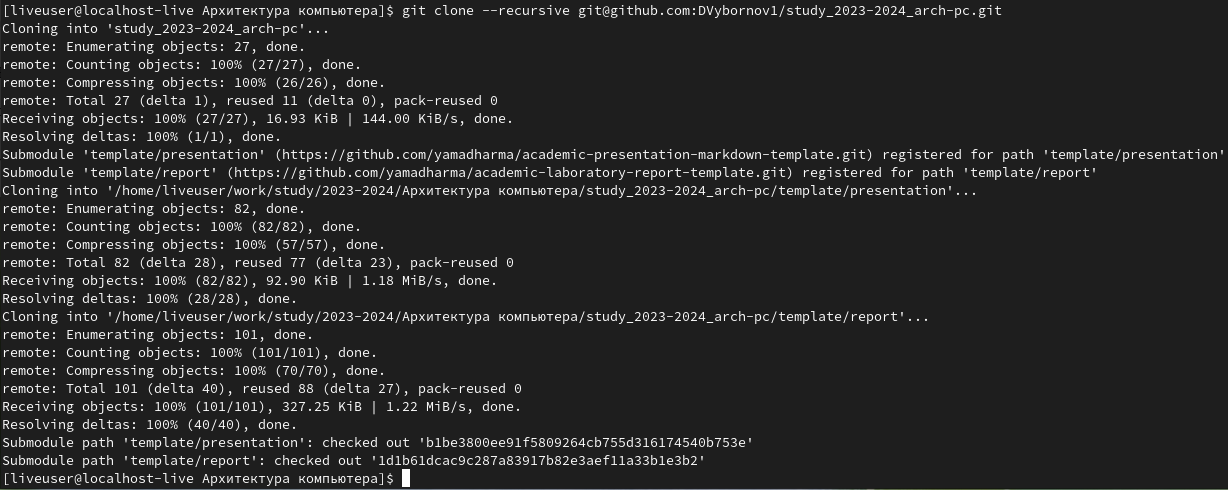 [liveuser@localhost-live Архитектура компьютера]$ git clone --recursive git@github.com:DVybornov1/study_2023-2024_arch-pc.git
Cloning into 'study_2023-2024_arch-pc'...
remote: Enumerating objects: 27, done.
remote: Counting objects: 100% (27/27), done.
remote: Compressing objects: 100% (26/26), done.
remote: Total 27 (delta 1), reused 11 (delta 0), pack-reused 0
Receiving objects: 100% (27/27), 16.93 KiB | 144.00 KiB/s, done.
Resolving deltas: 100% (1/1), done.
Submodule 'template/presentation' (https://github.com/yamadharma/academic-presentation-markdown-template.git) registered for path 'template/presentation'
Submodule 'template/report' (https://github.com/yamadharma/academic-laboratory-report-template.git) registered for path 'template/report'
Cloning into '/home/liveuser/work/study/2023-2024/Архитектура компьютера/study_2023-2024_arch-pc/template/presentation'...
remote: Enumerating objects: 82, done.
remote: Counting objects: 100% (82/82), done.
remote: Compressing objects: 100% (57/57), done.
remote: Total 82 (delta 28), reused 77 (delta 23), pack-reused 0
Receiving objects: 100% (82/82), 92.90 KiB | 1.18 MiB/s, done.
Resolving deltas: 100% (28/28), done.
Cloning into '/home/liveuser/work/study/2023-2024/Архитектура компьютера/study_2023-2024_arch-pc/template/report'...
remote: Enumerating objects: 101, done.
remote: Counting objects: 100% (101/101), done.
remote: Compressing objects: 100% (70/70), done.
remote: Total 101 (delta 40), reused 88 (delta 27), pack-reused 0
Receiving objects: 100% (101/101), 327.25 KiB | 1.22 MiB/s, done.
Resolving deltas: 100% (40/40), done.
Submodule path 'template/presentation': checked out 'b1be3800ee91f5809264cb755d316174540b753e'
Submodule path 'template/report': checked out '1d1b61dcac9c287a83917b82e3aef11a33b1e3b2'
[liveuser@localhost-live Архитектура компьютера]$